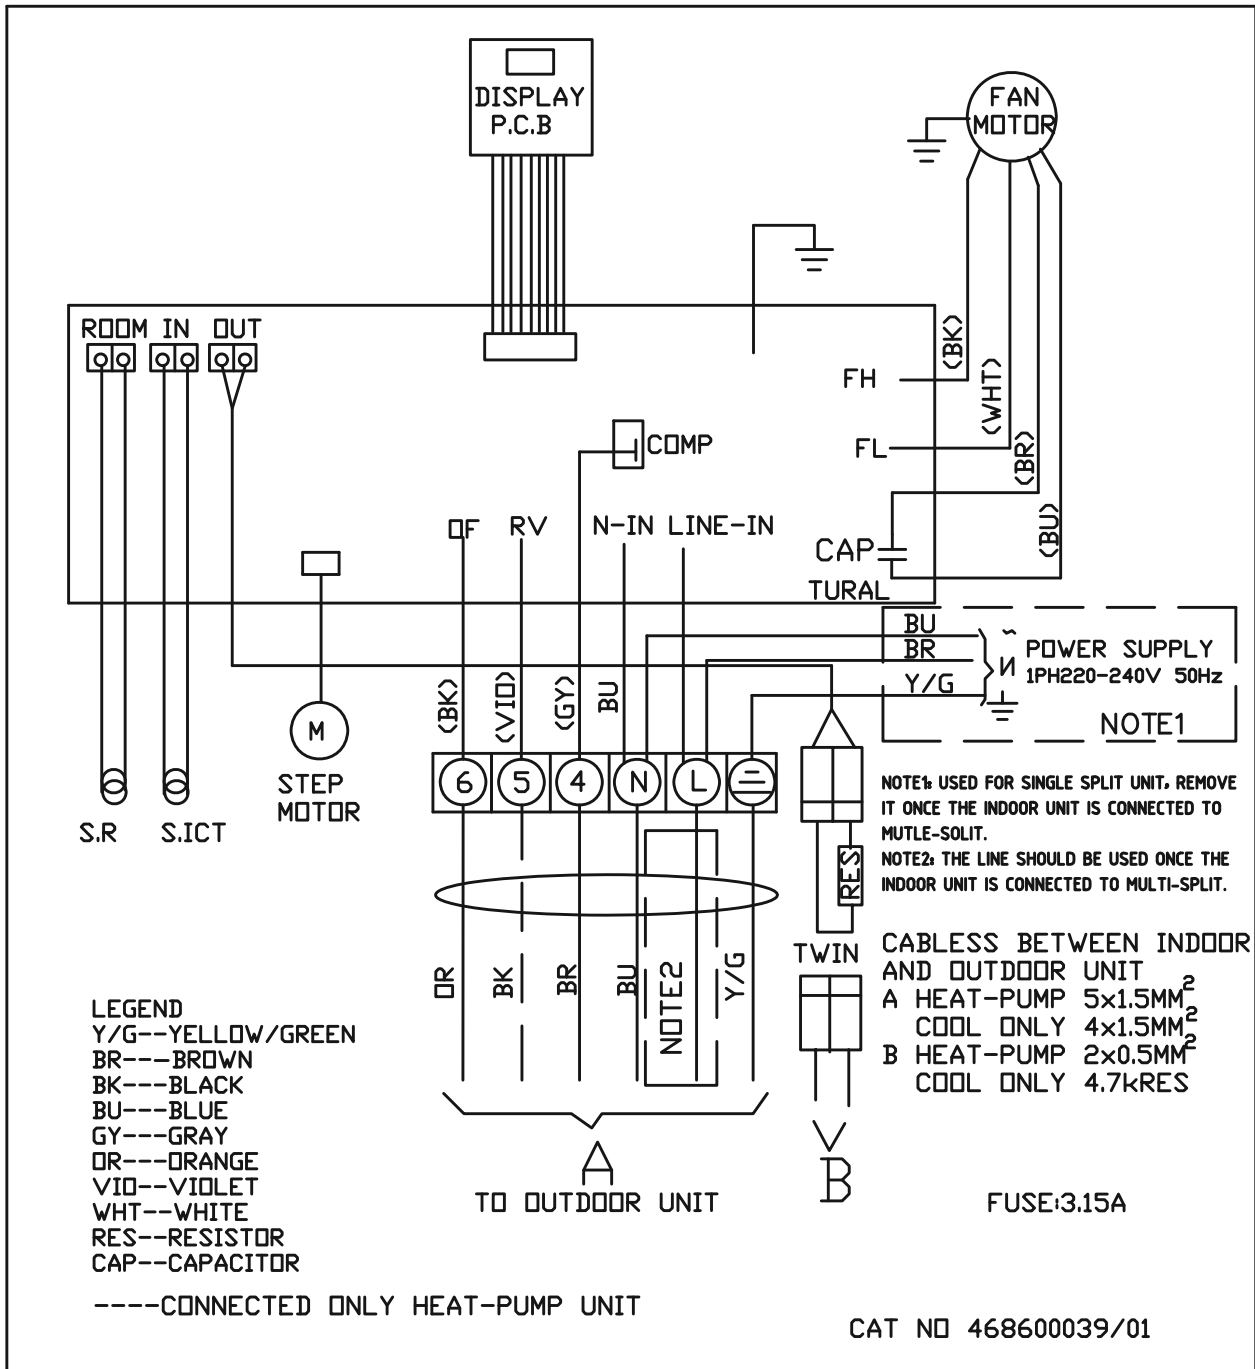 DISPLAY
P.C.B
FAN
MOTOR
ROOM IN OUT
(BK)
(WHT)
(BR)
(BU)
FH
FL
COMP
OF RV N-IN LINE-IN
CAP
TURAL
(BK)
(VIO)
(GY)
BU
BU
BR
Y/G
~
POWER SUPPLY
1PH220-240V 50Hz
NOTE1
M
STEP
MOTOR
S.R S.ICT
6 5 4 N L
NOTE1: USED FOR SINGLE SPLIT UNIT, REMOVE
IT ONCE THE INDOOR UNIT IS CONNECTED TO
MUTLE-SOLIT.
NOTE2: THE LINE SHOULD BE USED ONCE THE
INDOOR UNIT IS CONNECTED TO MULTI-SPLIT.
RES
TWIN
OR
BK
BR
BU
NOTE2
Y/G
CABLESS BETWEEN INDOOR
AND OUTDOOR UNIT
A HEAT-PUMP 5x1.5MM²
COOL ONLY 4x1.5MM²
B HEAT-PUMP 2x0.5MM²
COOL ONLY 4.7kRES
A
TO OUTDOOR UNIT
B
FUSE:3.15A
LEGEND
Y/G--YELLOW/GREEN
BR---BROWN
BK---BLACK
BU---BLUE
GY---GRAY
OR---ORANGE
VIO--VIOLET
WHT--WHITE
RES--RESISTOR
CAP--CAPACITOR
----CONNECTED ONLY HEAT-PUMP UNIT
CAT NO 468600039/01